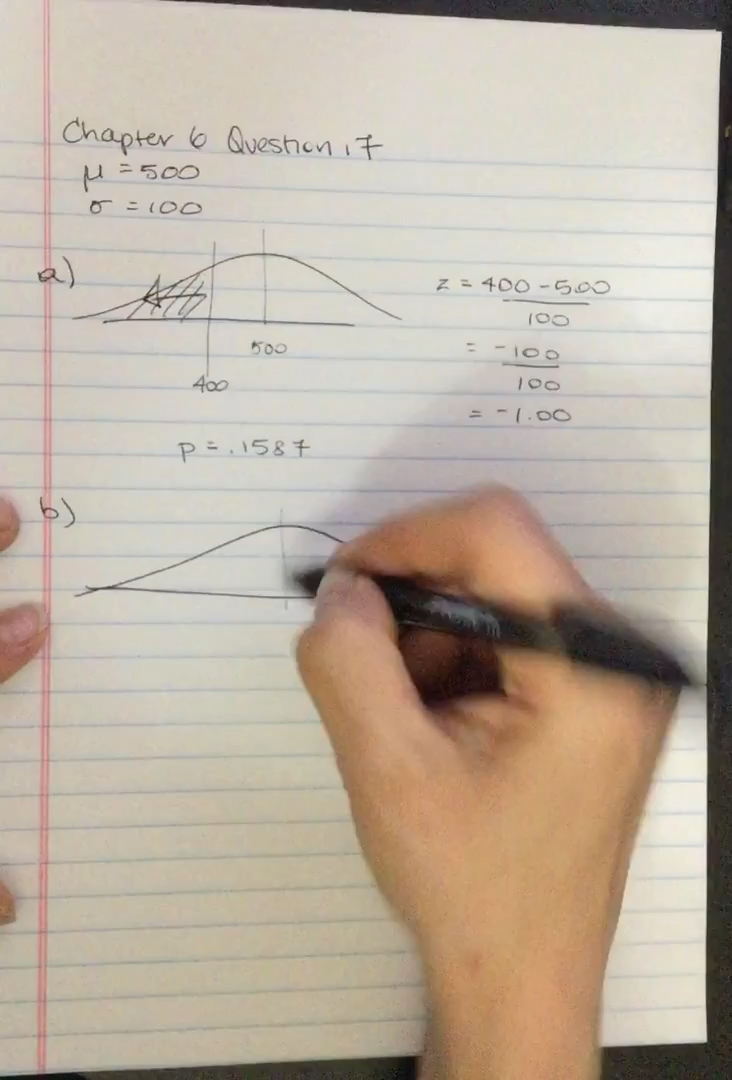 Chapter 6 Question 17
μ = 500
σ = 100
a)
500
400
z = 400 - 500
100
= -100
100
= -1.00
p = .1587
b)